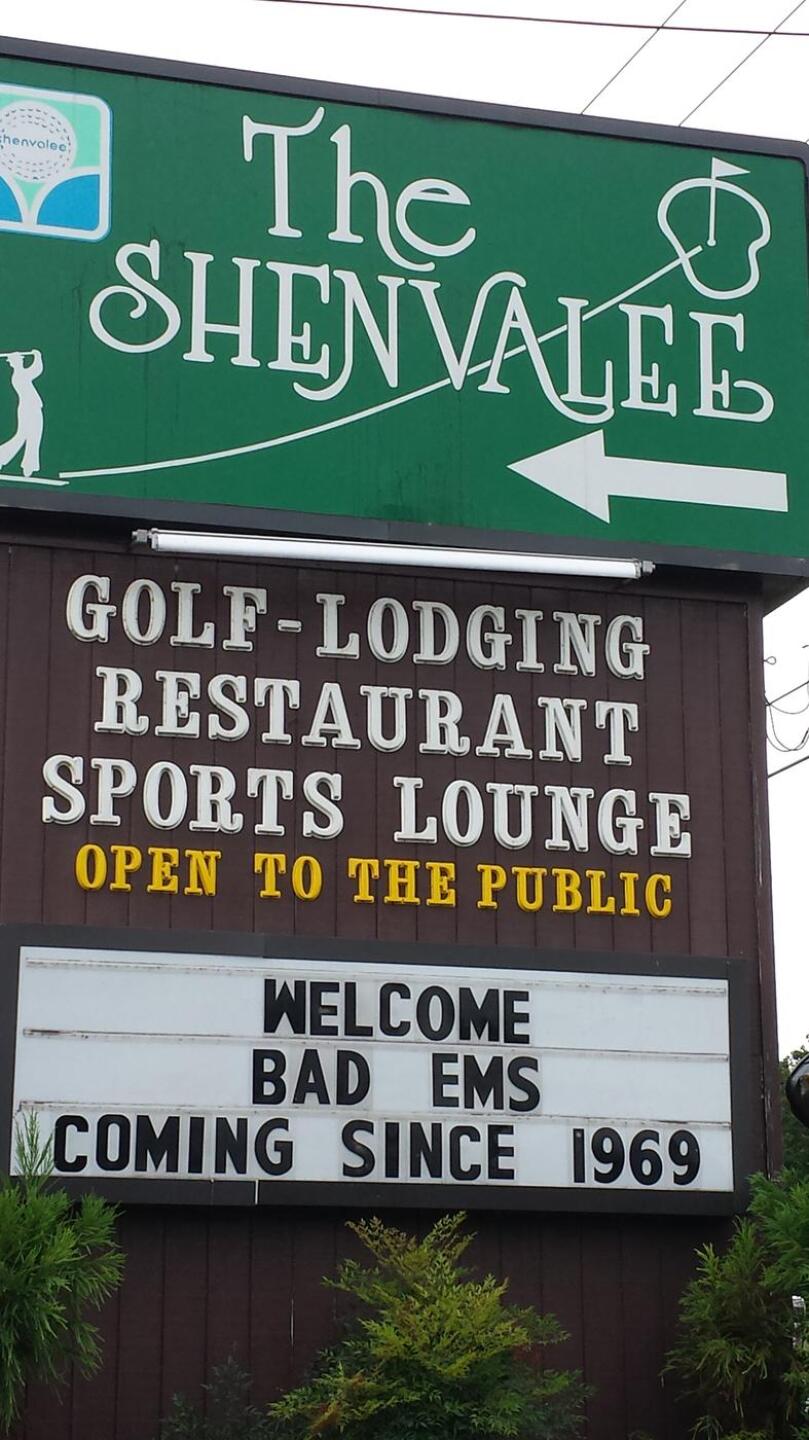 shenvalee
The
SHENVALEE
GOLF-LODGING
RESTAURANT
SPORTS LOUNGE
OPEN TO THE PUBLIC
WELCOME
BAD EMS
COMING SINCE 1969